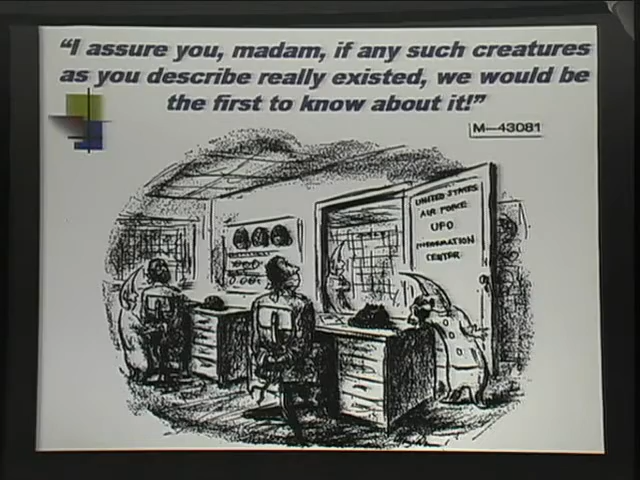 “I assure you, madam, if any such creatures
as you describe really existed, we would be
the first to know about it!”
M—43081
UNITED STATES
AIR FORCE
UFO
INFORMATION
CENTER